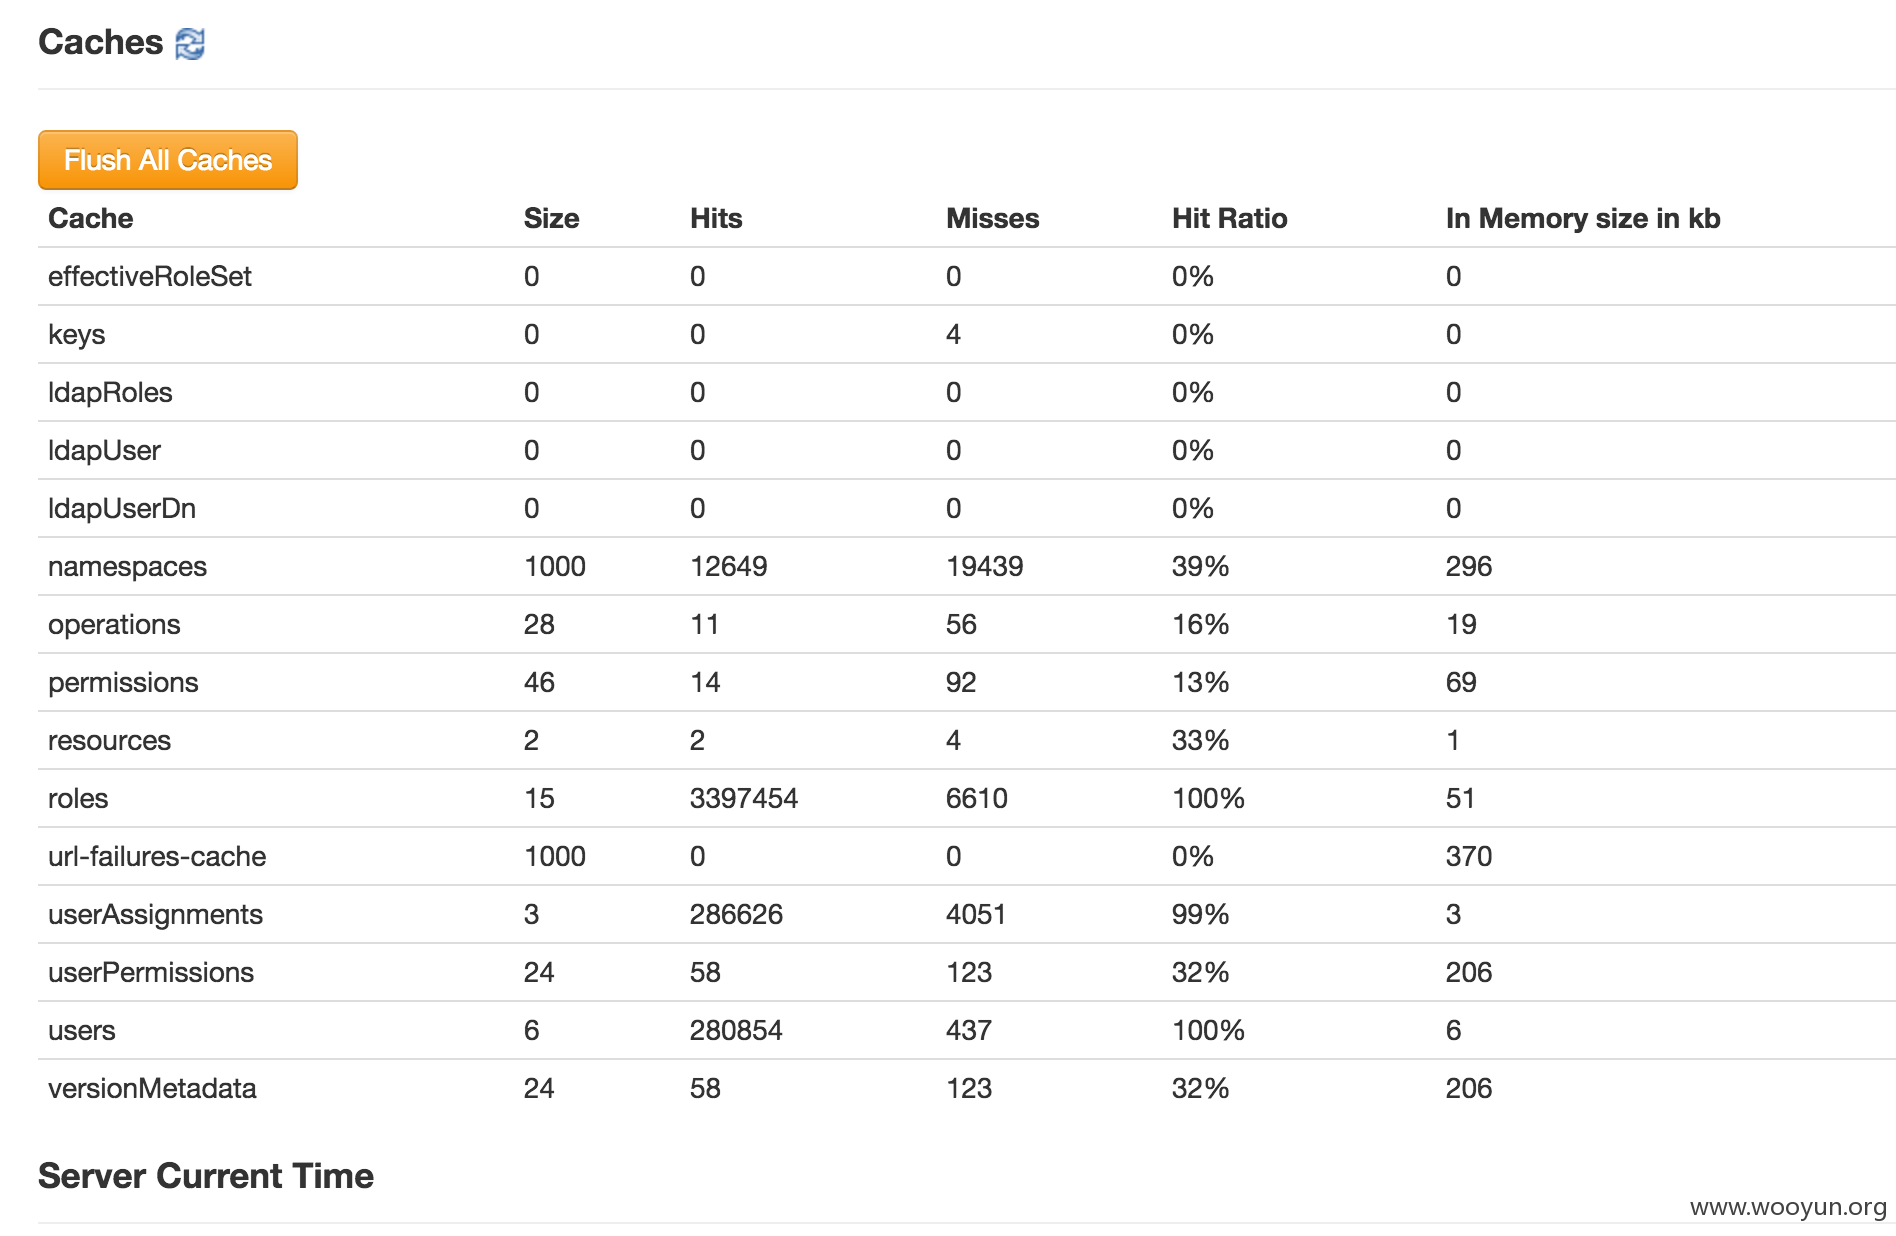 Caches
Flush All Caches
Cache Size Hits Misses Hit Ratio In Memory size in kb
effectiveRoleSet 0 0 0 0% 0
keys 0 0 4 0% 0
ldapRoles 0 0 0 0% 0
ldapUser 0 0 0 0% 0
ldapUserDn 0 0 0 0% 0
namespaces 1000 12649 19439 39% 296
operations 28 11 56 16% 19
permissions 46 14 92 13% 69
resources 2 2 4 33% 1
roles 15 3397454 6610 100% 51
url-failures-cache 1000 0 0 0% 370
userAssignments 3 286626 4051 99% 3
userPermissions 24 58 123 32% 206
users 6 280854 437 100% 6
versionMetadata 24 58 123 32% 206
Server Current Time
www.wooyun.org